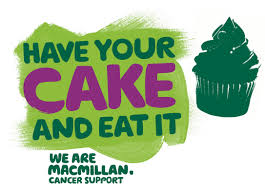 HAVE YOUR
CAKE
AND EAT IT
WE ARE
MACMILLAN.
CANCER SUPPORT